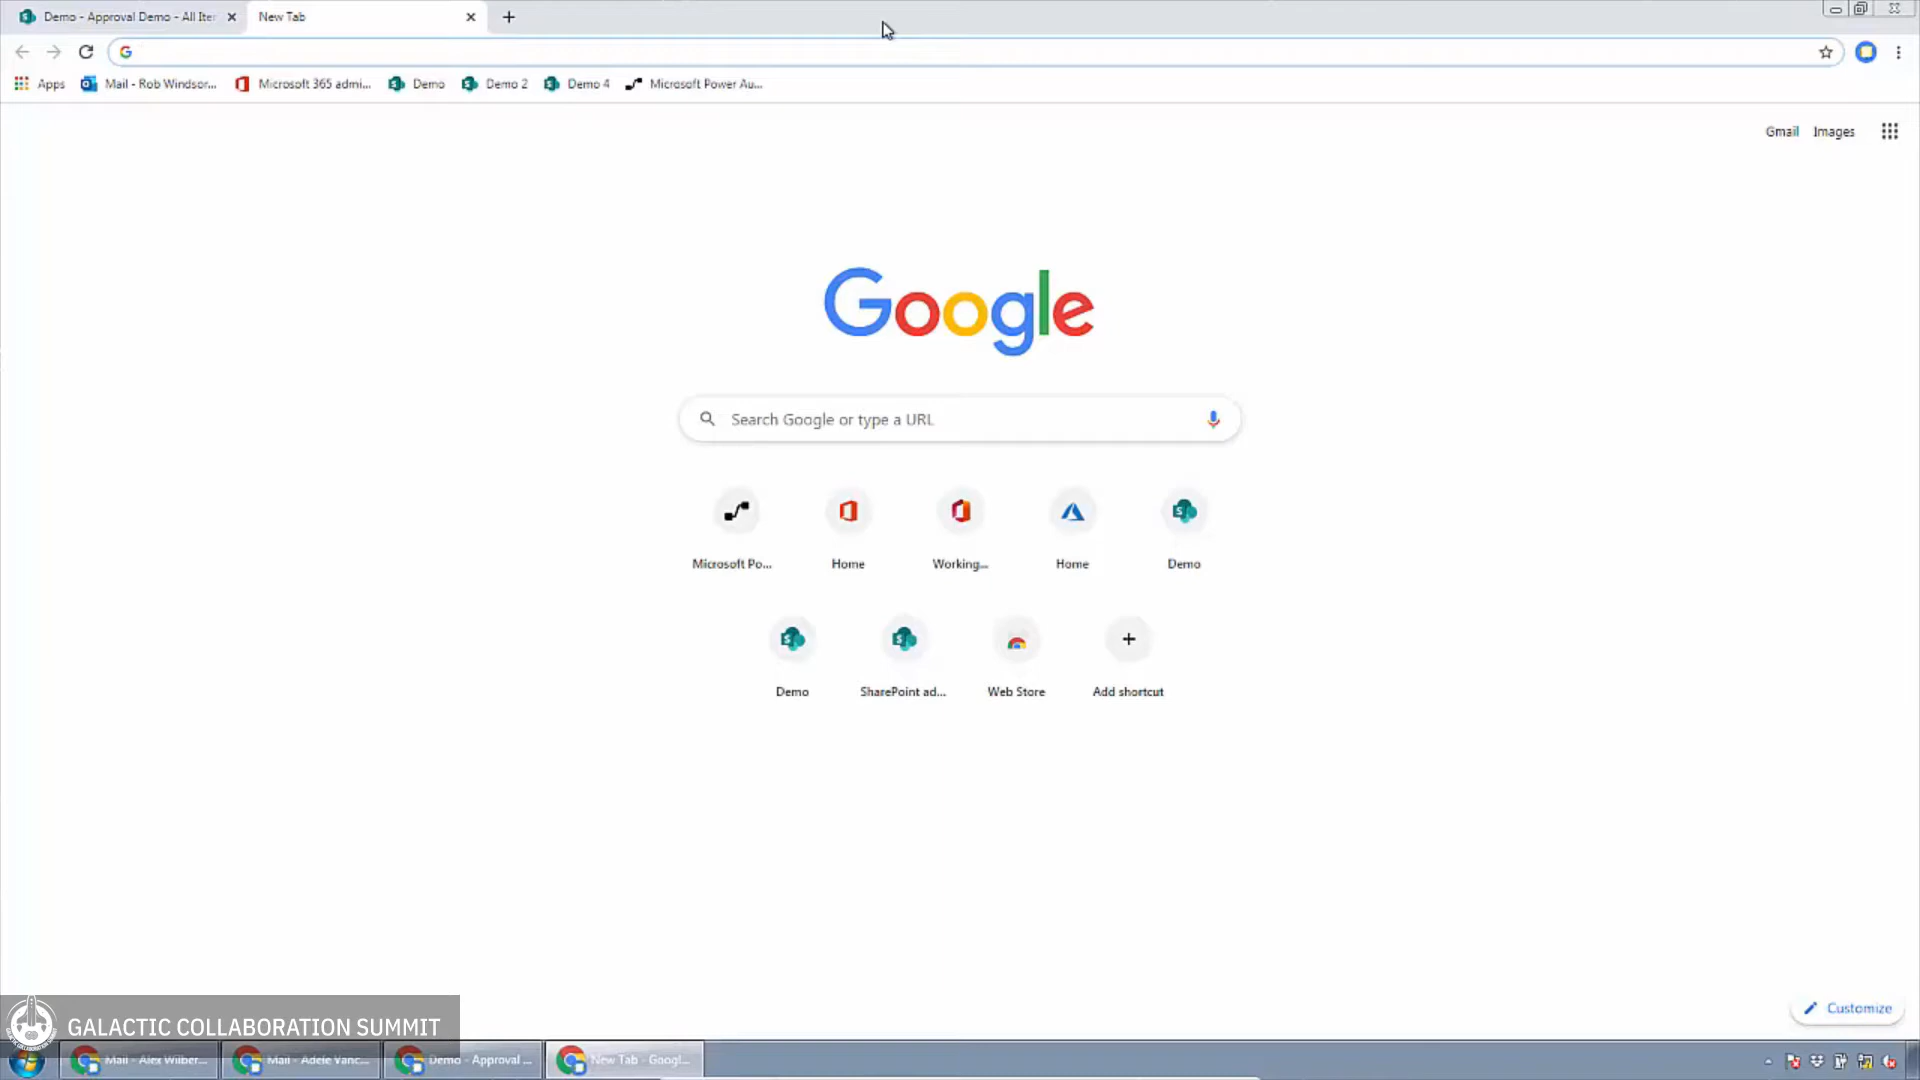 Demo - Approval Demo - All Iter
New Tab
Apps
Mail - Rob Windsor...
Microsoft 365 admi...
Demo
Demo 2
Demo 4
Microsoft Power Au...
Gmail
Images
Google
Search Google or type a URL
Microsoft Po...
Home
Working...
Home
Demo
Demo
SharePoint ad...
Web Store
Add shortcut
Customize
GALACTIC COLLABORATION SUMMIT
Mail - Alex Wilber...
Mail - Adele Vanc...
Demo - Approval ...
New Tab - Googl...